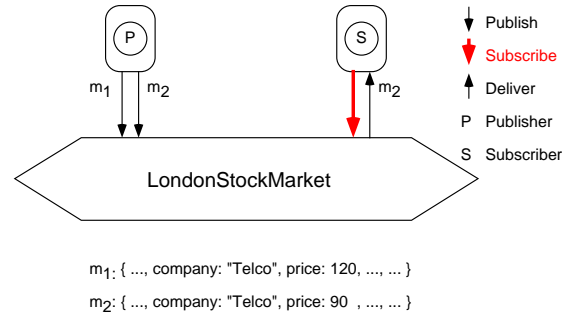 P
S
m1
m2
m2
Publish
Subscribe
Deliver
P Publisher
S Subscriber
LondonStockMarket
m1: { ..., company: "Telco", price: 120, ..., ... }
m2: { ..., company: "Telco", price: 90 , ..., ... }